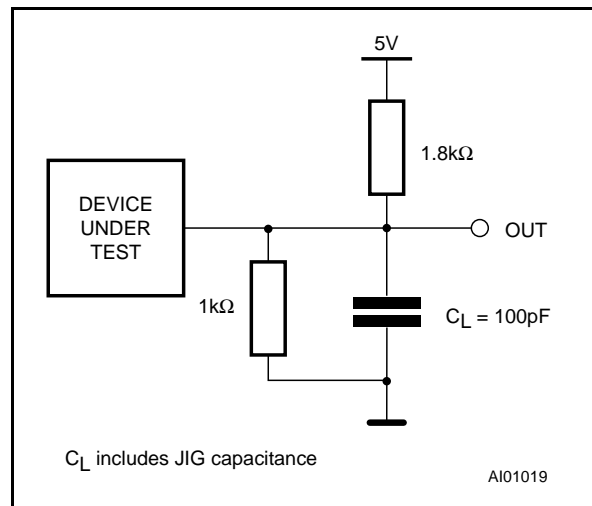 5V
1.8kΩ
DEVICE
UNDER
TEST
OUT
1kΩ
CL = 100pF
CL includes JIG capacitance
AI01019